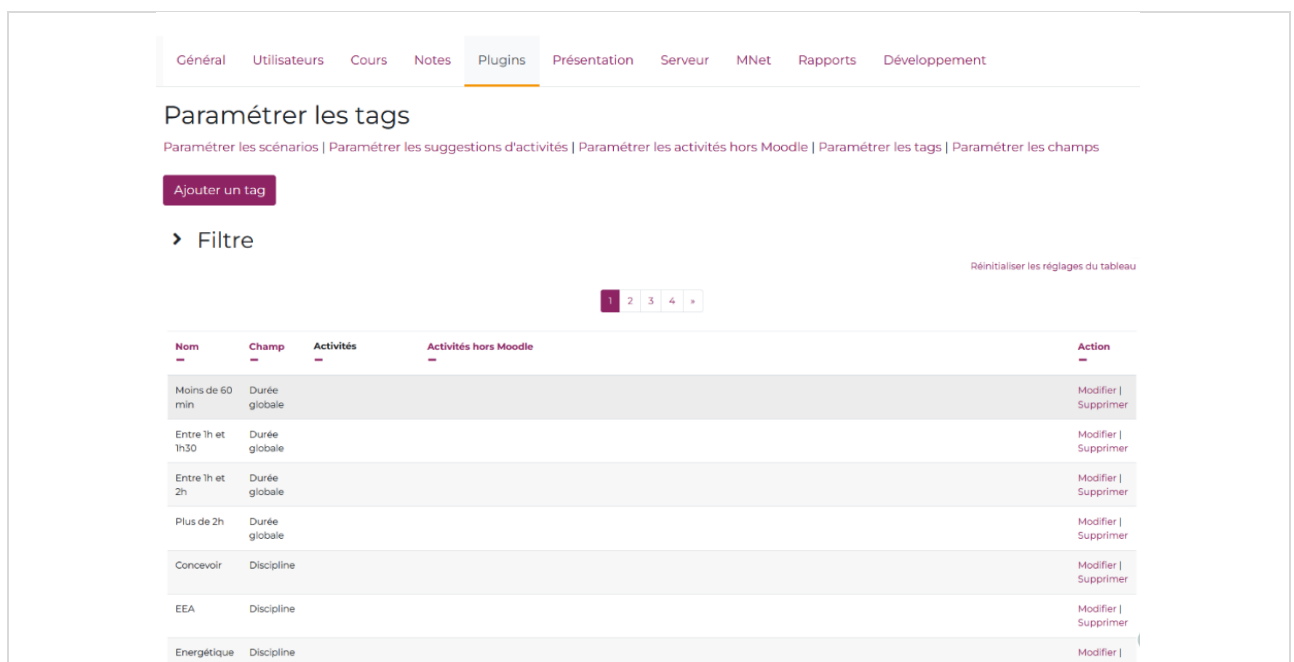 Général Utilisateurs Cours Notes Plugins Présentation Serveur MNet Rapports Développement
Paramétrer les tags
Paramétrer les scénarios | Paramétrer les suggestions d'activités | Paramétrer les activités hors Moodle | Paramétrer les tags | Paramétrer les champs
Ajouter un tag
Filtre
Réinitialiser les réglages du tableau
1 2 3 4 »
Nom Champ Activités Activités hors Moodle Action
Moins de 60 Durée Modifier |
min globale Supprimer
Entre 1h et Durée Modifier |
1h30 globale Supprimer
Entre 1h et Durée Modifier |
2h globale Supprimer
Plus de 2h Durée Modifier |
globale Supprimer
Concevoir Discipline Modifier |
Supprimer
EEA Discipline Modifier |
Supprimer
Energétique Discipline Modifier |